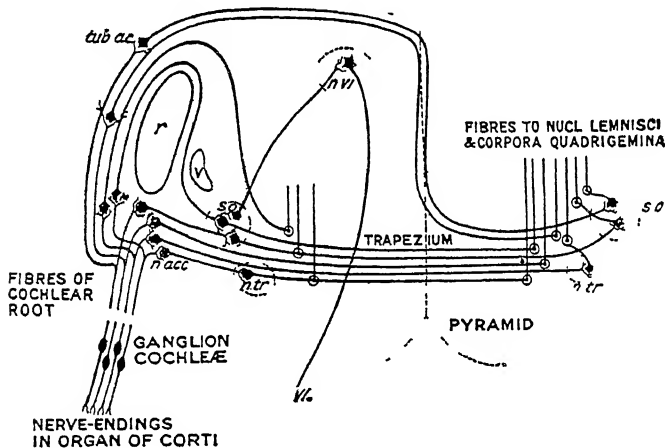 tub ac.
n VI
r
V
FIBRES TO NUCL LEMNISCI
& CORPORA QUADRIGEMINA
so
s o
TRAPEZIUM
n acc
n tr
n tr
FIBRES OF
COCHLEAR
ROOT
PYRAMID
GANGLION
COCHLEÆ
VI.
NERVE-ENDINGS
IN ORGAN OF CORTI